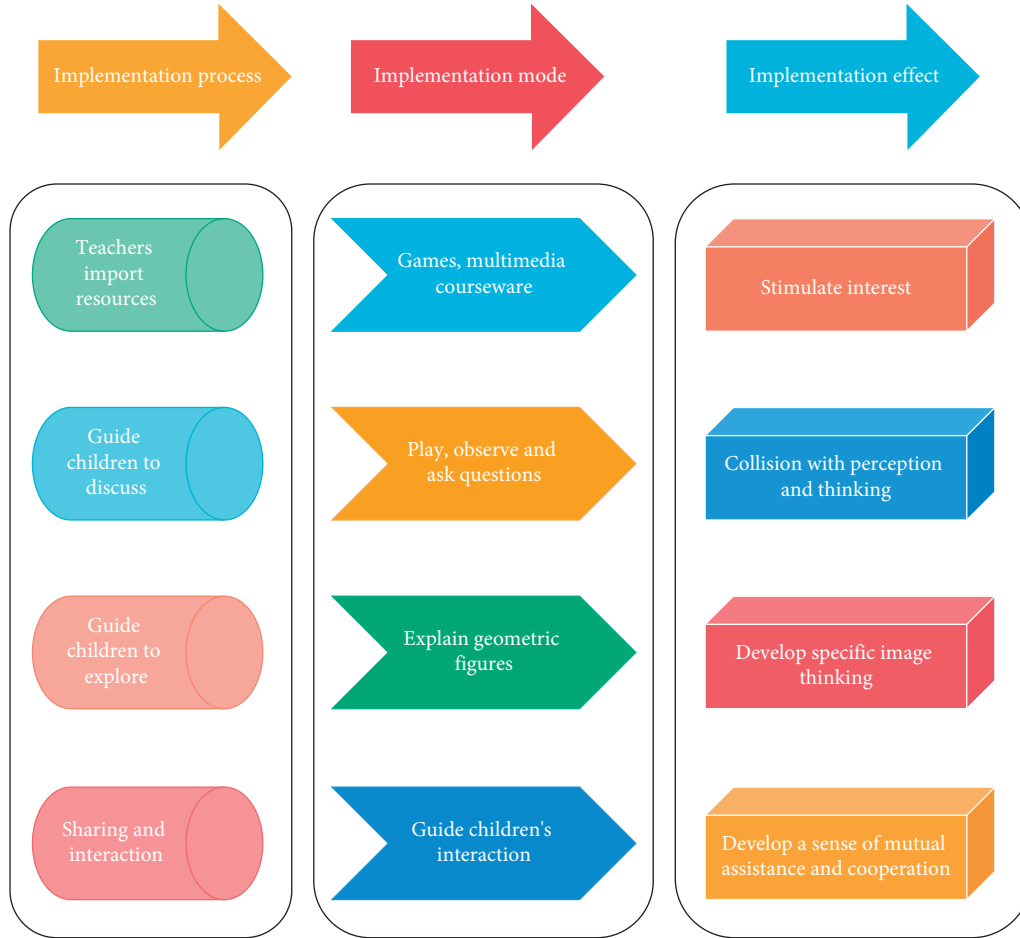 Implementation process
Implementation mode
Implementation effect
Teachers
import
resources
Games, multimedia
courseware
Stimulate interest
Guide
children to
discuss
Play, observe and
ask questions
Collision with perception
and thinking
Guide
children to
explore
Explain geometric
figures
Develop specific image
thinking
Sharing and
interaction
Guide children's
interaction
Develop a sense of mutual
assistance and cooperation